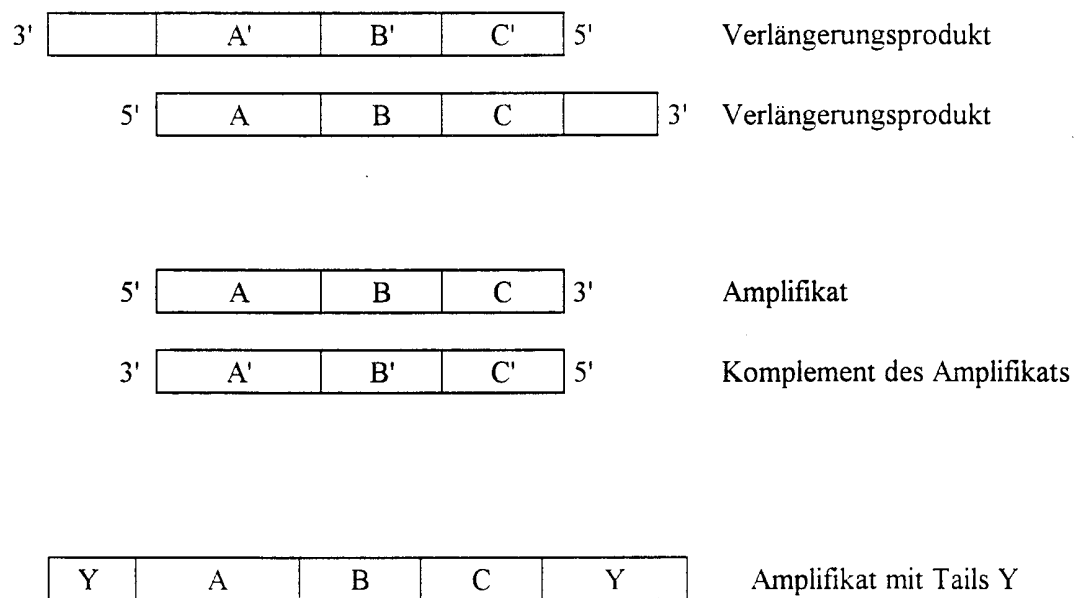 3' A' B' C' 5' Verlängerungsprodukt
5' A B C 3' Verlängerungsprodukt
5' A B C 3' Amplifikat
3' A' B' C' 5' Komplement des Amplifikats
Y A B C Y Amplifikat mit Tails Y